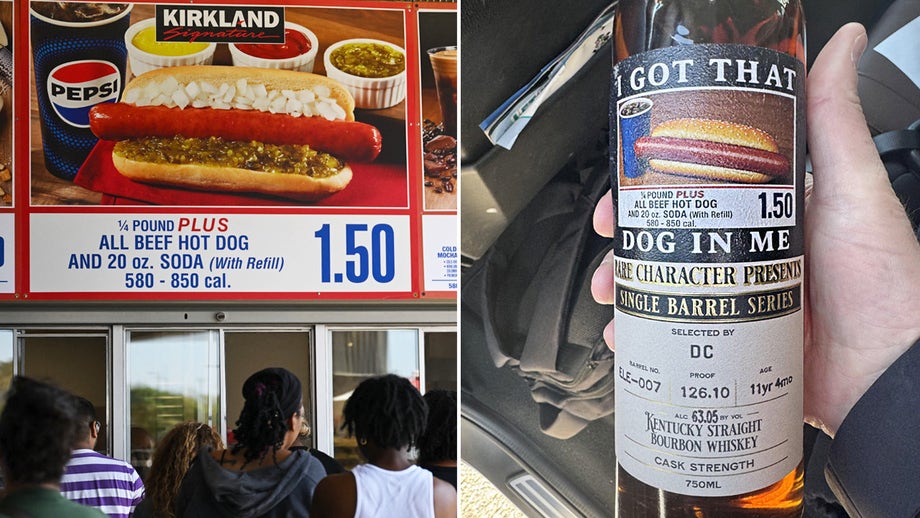 KIRKLAND
Signature
PEPSI
¼ POUND PLUS
ALL BEEF HOT DOG
AND 20 oz. SODA (With Refill)
580 - 850 cal.
1.50
COLD
MOCHA
I GOT THAT
¼ POUND PLUS
ALL BEEF HOT DOG
AND 20 oz. SODA (With Refill)
580 - 850 cal.
1.50
DOG IN ME
RARE CHARACTER PRESENTS
SINGLE BARREL SERIES
SELECTED BY
DC
BARREL NO.
ELE-007
PROOF
126.10
AGE
11yr 4mo
ALC 63.05 BY VOL
KENTUCKY STRAIGHT
BOURBON WHISKEY
CASK STRENGTH
750ML